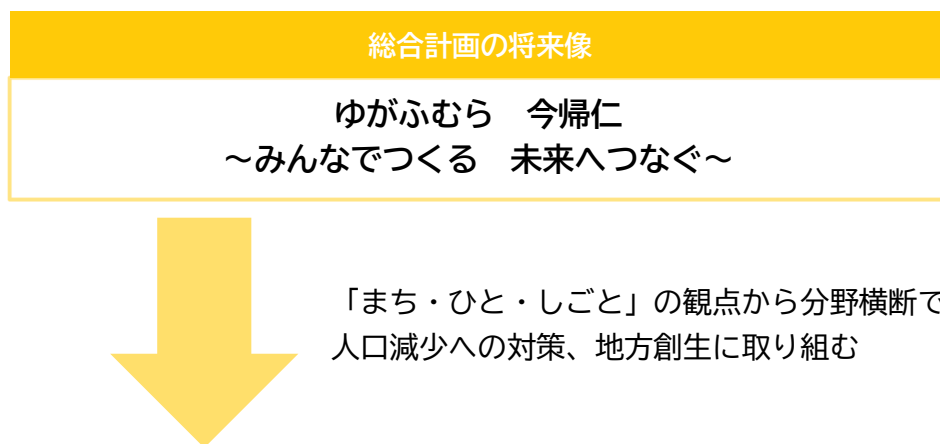 総合計画の将来像
ゆがふむら　今帰仁
～みんなでつくる　未来へつなぐ～
「まち・ひと・しごと」の観点から分野横断で
人口減少への対策、地方創生に取り組む